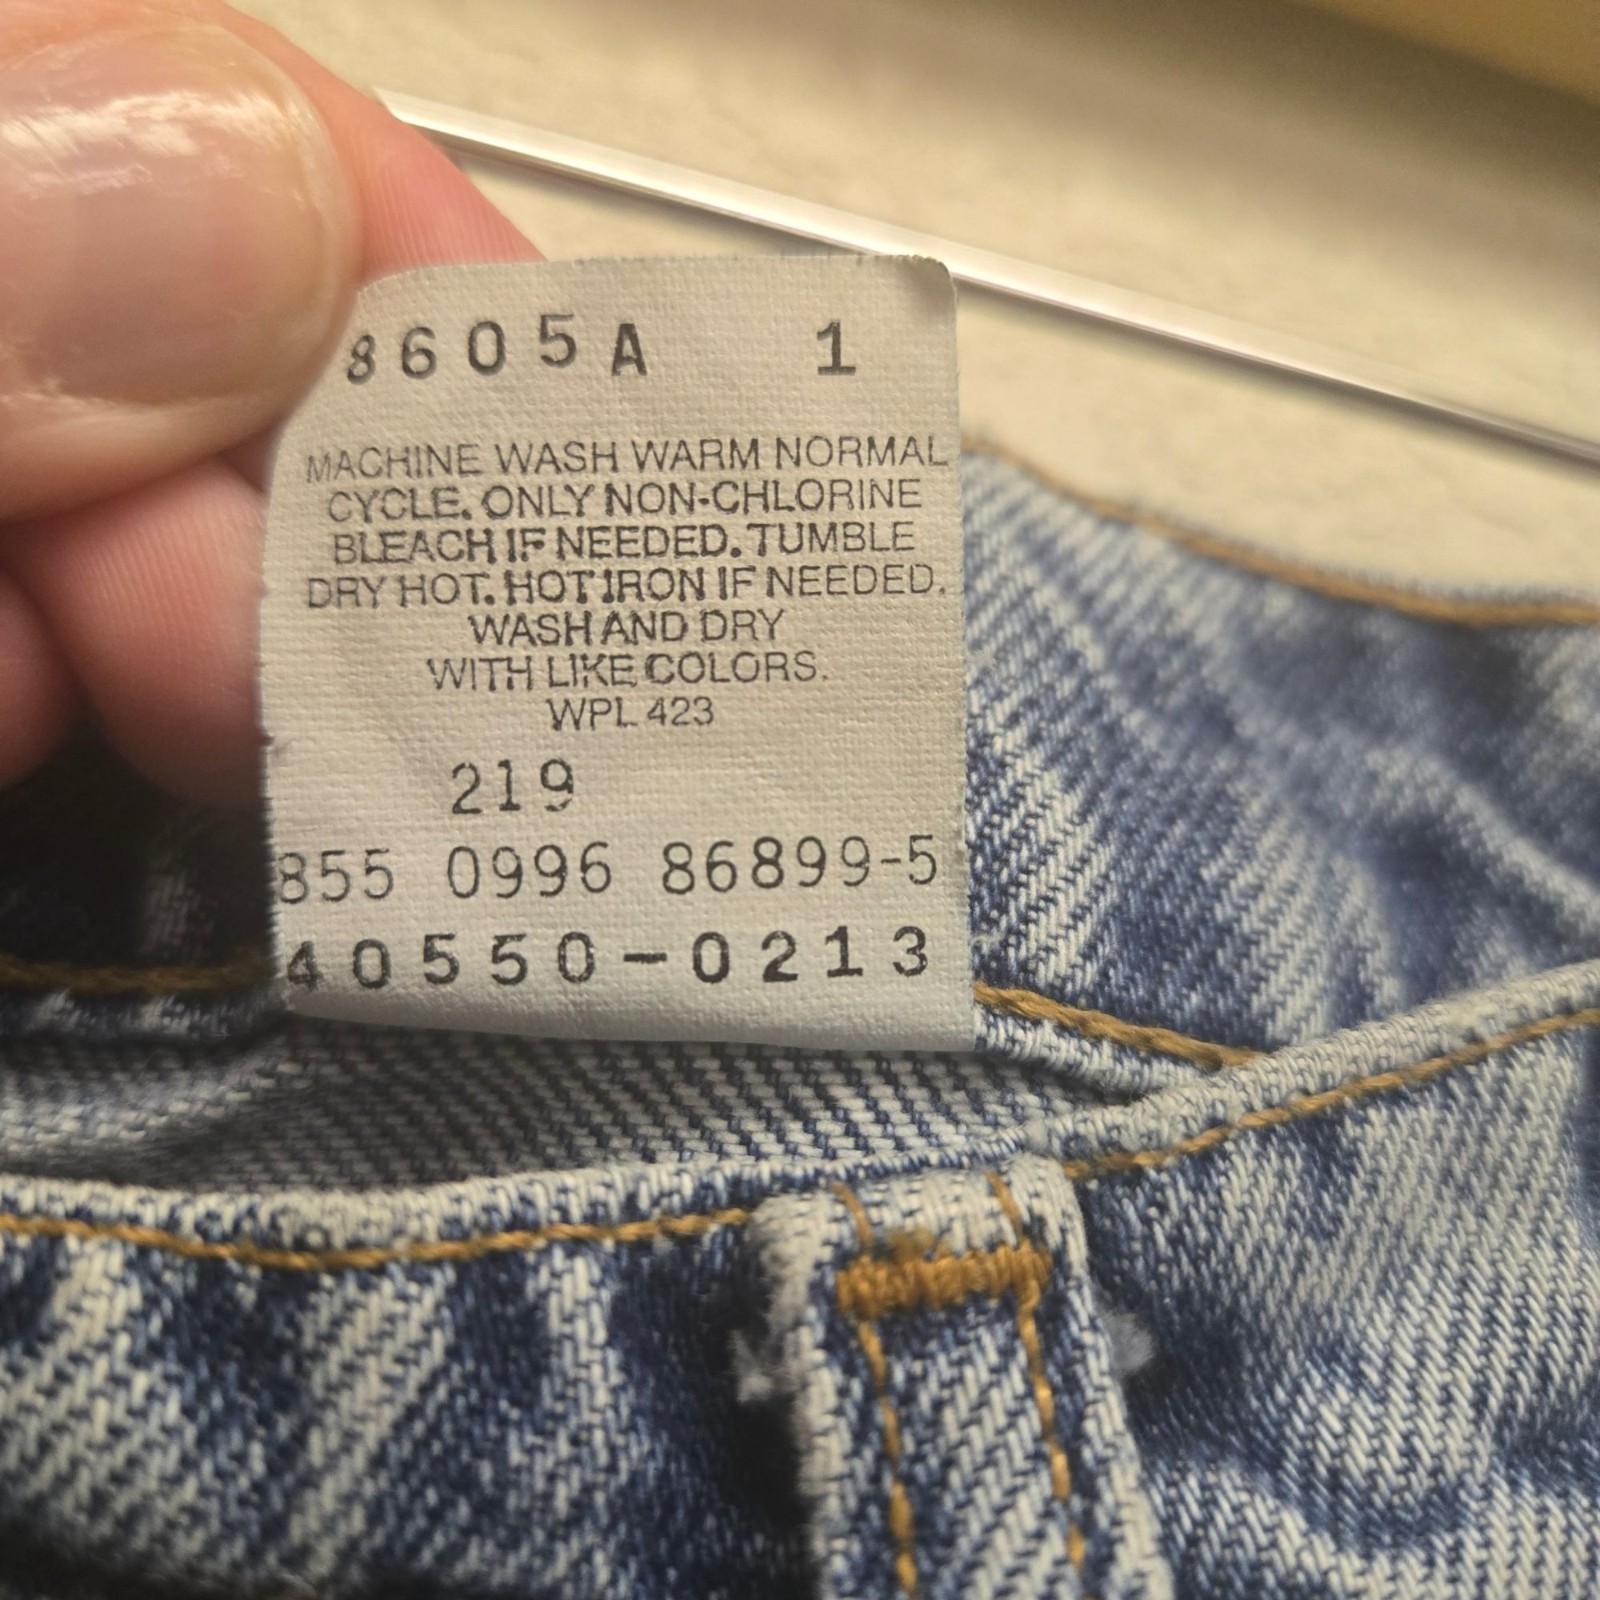 8605A 1
MACHINE WASH WARM NORMAL
CYCLE. ONLY NON-CHLORINE
BLEACH IF NEEDED. TUMBLE
DRY HOT. HOT IRON IF NEEDED.
WASH AND DRY
WITH LIKE COLORS.
WPL 423
219
855 0996 86899-5
40550-0213